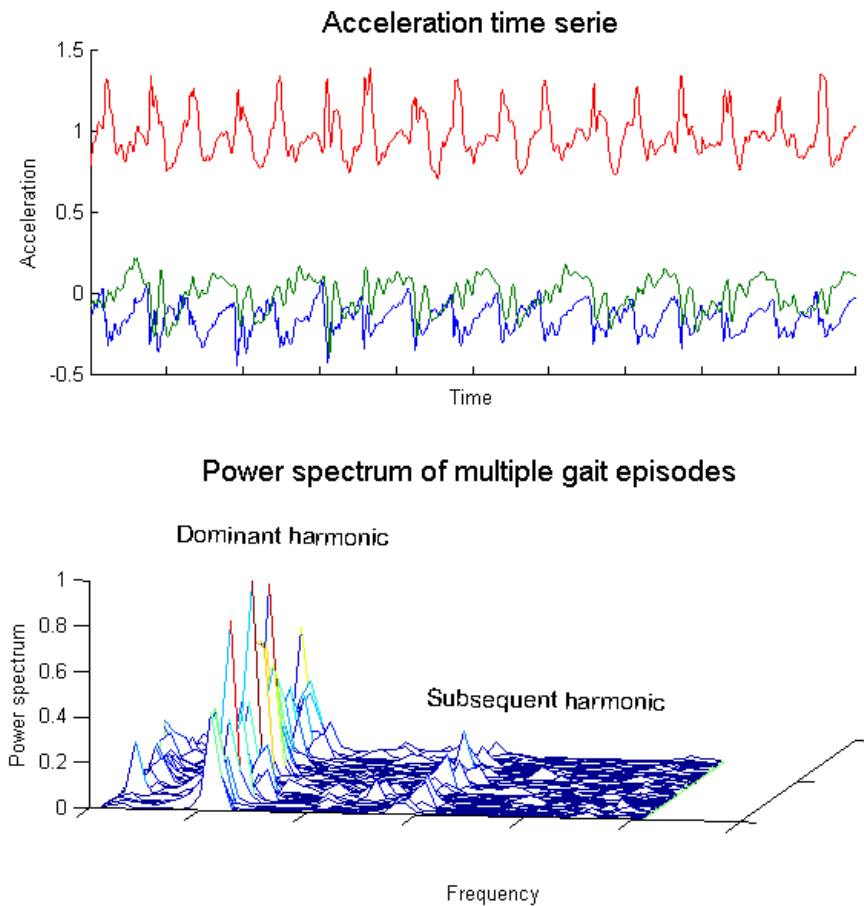 Acceleration time serie
1.5
1
0.5
0
-0.5
Acceleration
Time
Power spectrum of multiple gait episodes
Dominant harmonic
1
0.8
0.6
0.4
0.2
0
Power spectrum
Subsequent harmonic
Frequency